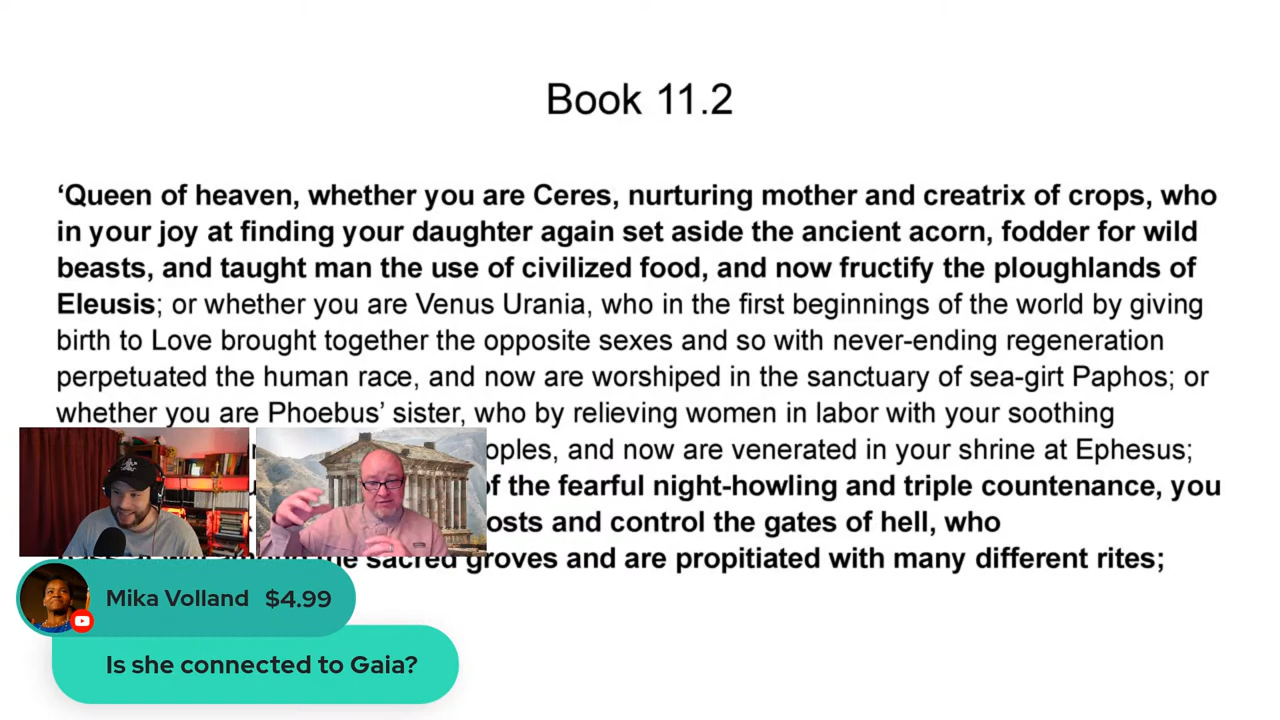 Book 11.2
‘Queen of heaven, whether you are Ceres, nurturing mother and creatrix of crops, who
in your joy at finding your daughter again set aside the ancient acorn, fodder for wild
beasts, and taught man the use of civilized food, and now fructify the ploughlands of
Eleusis; or whether you are Venus Urania, who in the first beginnings of the world by giving
birth to Love brought together the opposite sexes and so with never-ending regeneration
perpetuated the human race, and now are worshiped in the sanctuary of sea-girt Paphos; or
whether you are Phoebus’ sister, who by relieving women in labor with your soothing
oples, and now are venerated in your shrine at Ephesus;
of the fearful night-howling and triple countenance, you
osts and control the gates of hell, who
the sacred groves and are propitiated with many different rites;
Mika Volland $4.99
Is she connected to Gaia?